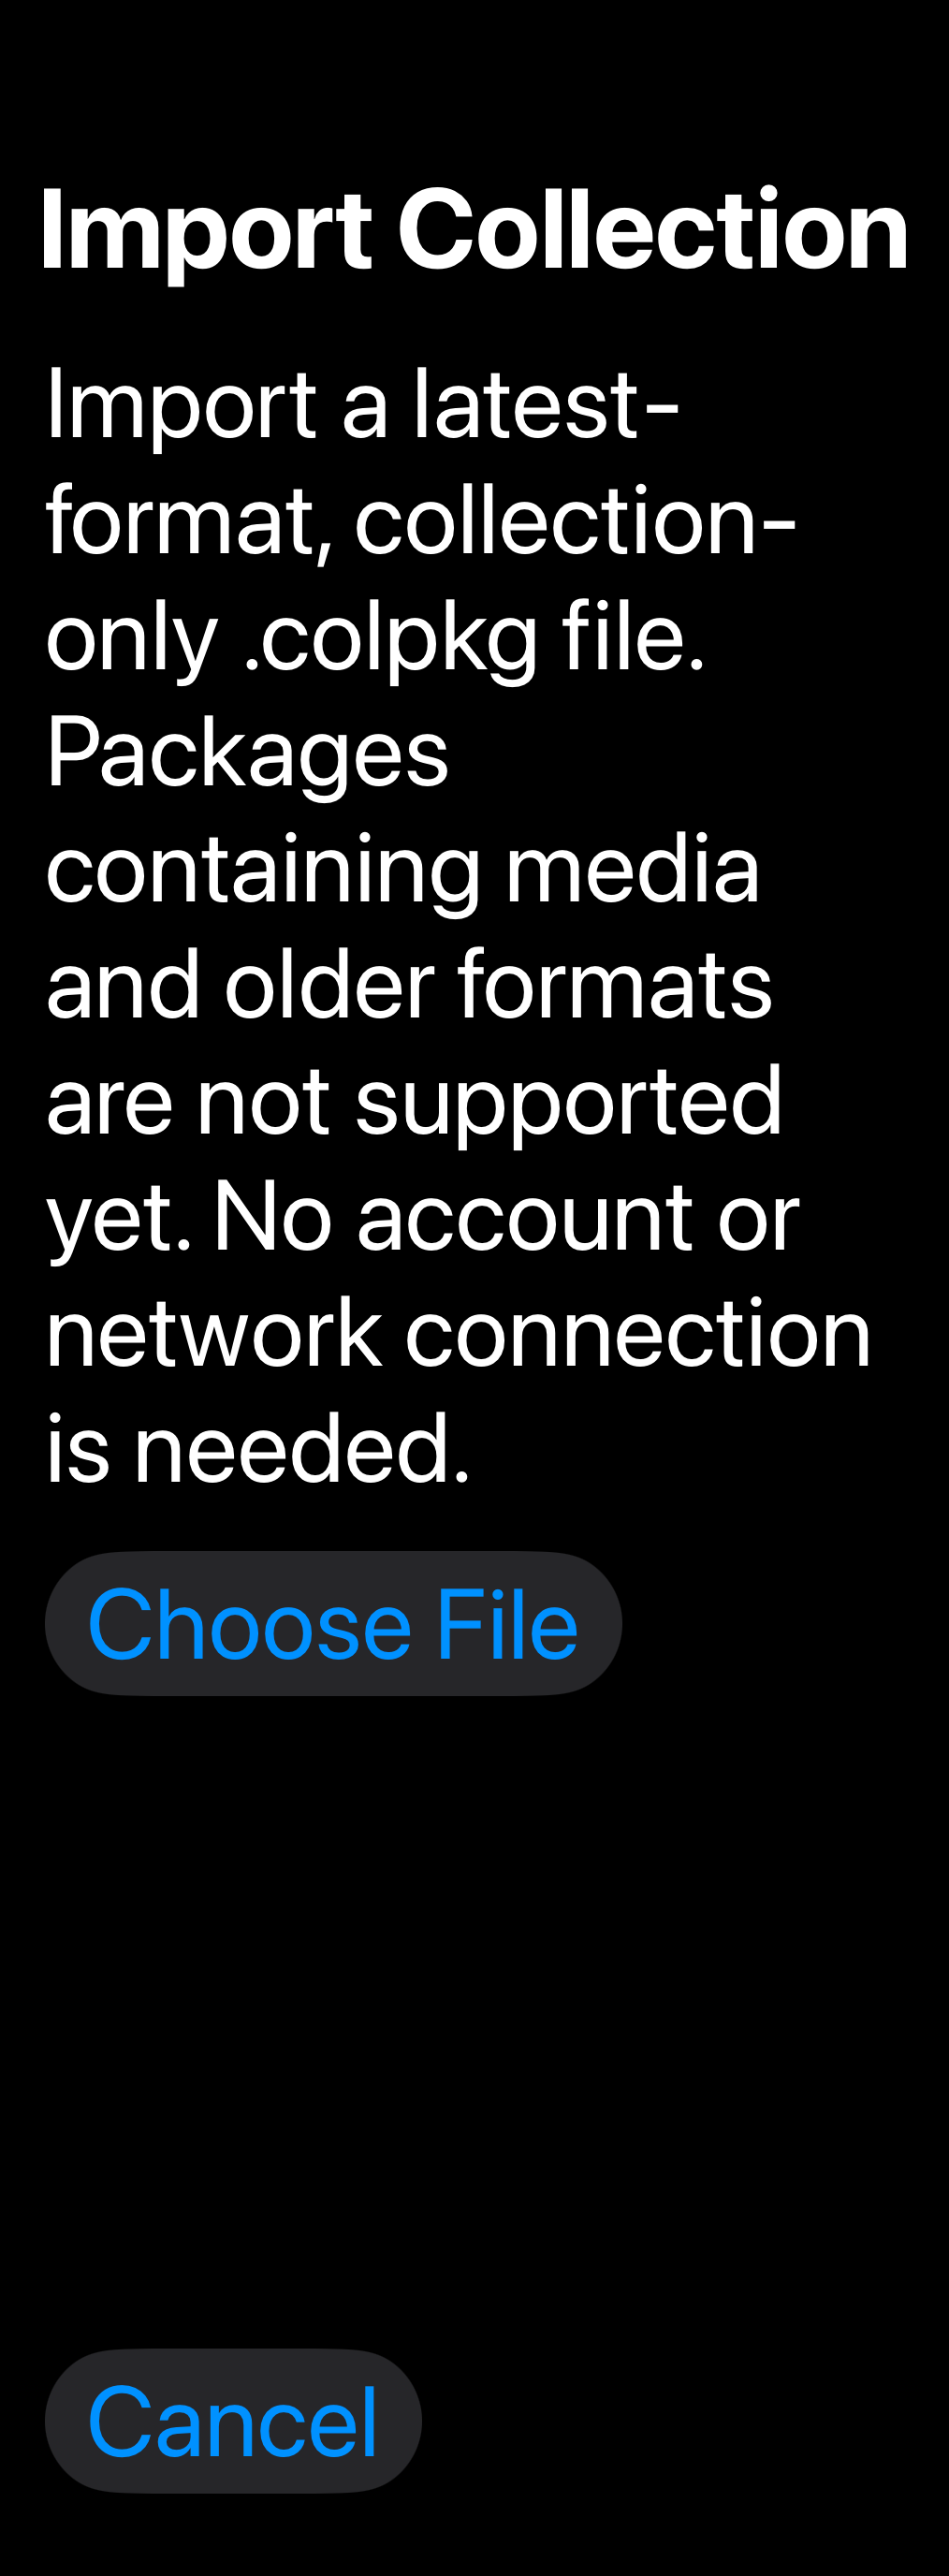 Import Collection
Import a latest-
format, collection-
only .colpkg file.
Packages
containing media
and older formats
are not supported
yet. No account or
network connection
is needed.
Choose File
Cancel